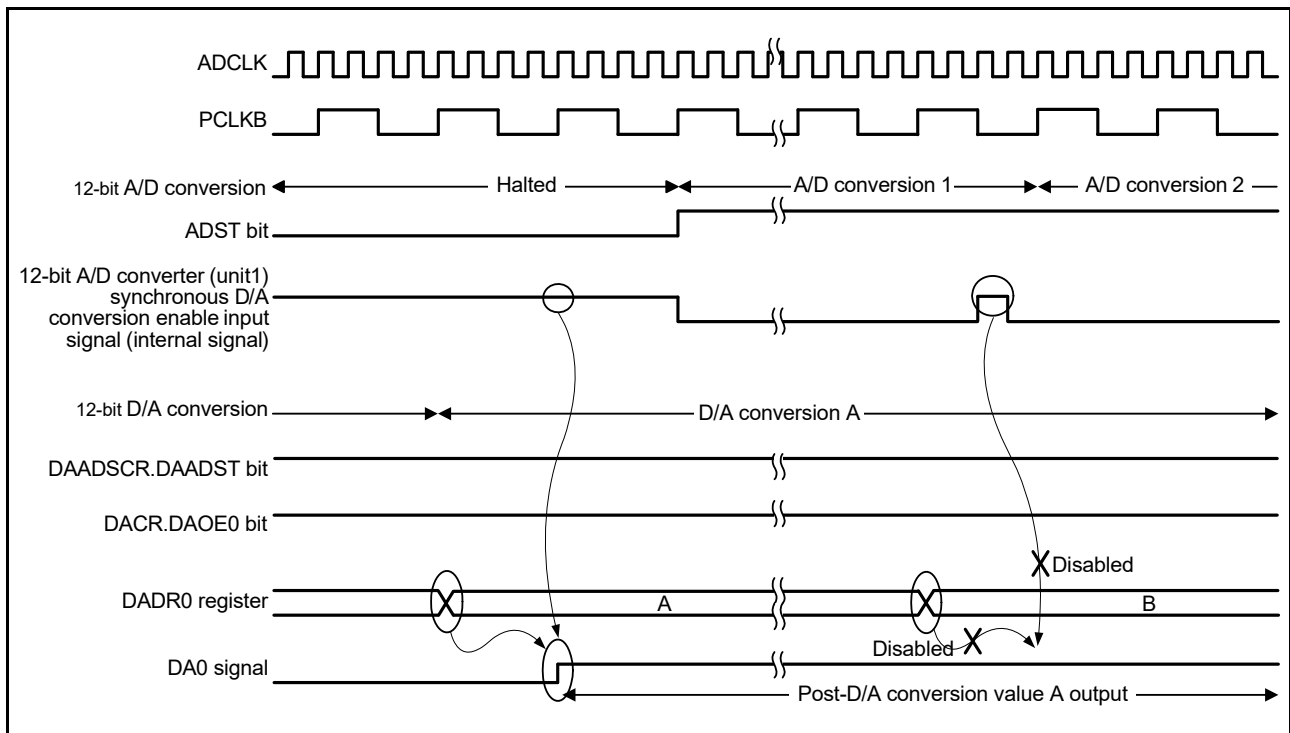 ADCLK
PCLKB
12-bit A/D conversion
Halted
A/D conversion 1
A/D conversion 2
ADST bit
12-bit A/D converter (unit1)
synchronous D/A
conversion enable input
signal (internal signal)
12-bit D/A conversion
D/A conversion A
DAADSCR.DAADST bit
DACR.DAOE0 bit
Disabled
DADR0 register
A
B
Disabled
DA0 signal
Post-D/A conversion value A output